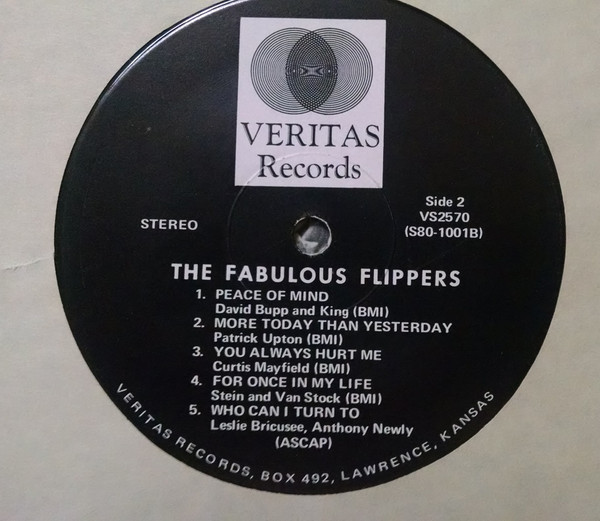 VERITAS
Records
STEREO
Side 2
VS2570
(S80-1001B)
THE FABULOUS FLIPPERS
1. PEACE OF MIND
David Bupp and King (BMI)
2. MORE TODAY THAN YESTERDAY
Patrick Upton (BMI)
3. YOU ALWAYS HURT ME
Curtis Mayfield (BMI)
4. FOR ONCE IN MY LIFE
Stein and Van Stock (BMI)
5. WHO CAN I TURN TO
Leslie Bricusee, Anthony Newly
(ASCAP)
VERITAS RECORDS, BOX 492, LAWRENCE, KANSAS